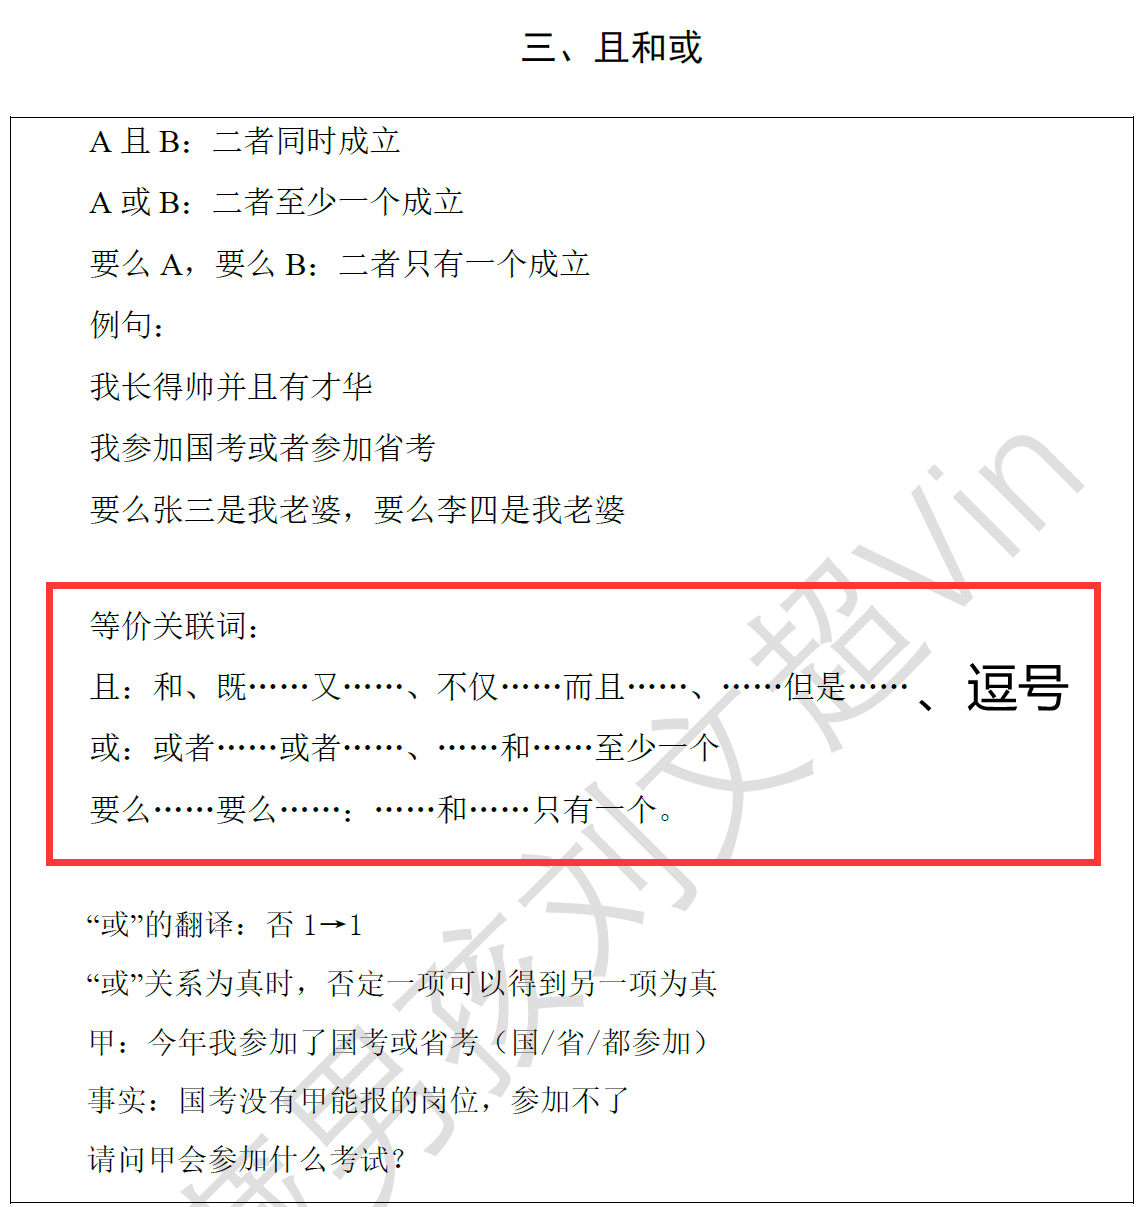 三、且和或
A 且 B：二者同时成立
A 或 B：二者至少一个成立
要么 A，要么 B：二者只有一个成立
例句：
我长得帅并且有才华
我参加国考或者参加省考
要么张三是我老婆，要么李四是我老婆
等价关联词：
且：和、既……又……、不仅……而且……、……但是……、逗号
或：或者……或者……、……和……至少一个
要么……要么……：……和……只有一个。
“或”的翻译：否 1→1
“或”关系为真时，否定一项可以得到另一项为真
甲：今年我参加了国考或省考（国/省/都参加）
事实：国考没有甲能报的岗位，参加不了
请问甲会参加什么考试？
男孩刘文超Vin